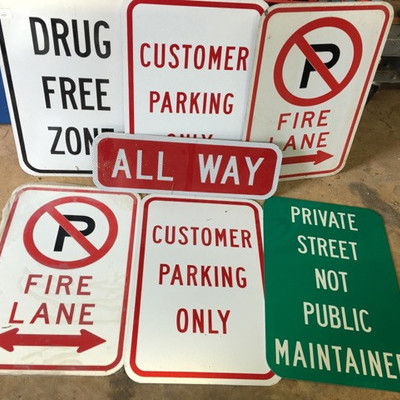 DRUG
FREE
ZONE
CUSTOMER
PARKING
ONLY
P
FIRE
LANE
ALL WAY
P
FIRE
LANE
CUSTOMER
PARKING
ONLY
PRIVATE
STREET
NOT
PUBLIC
MAINTAINE